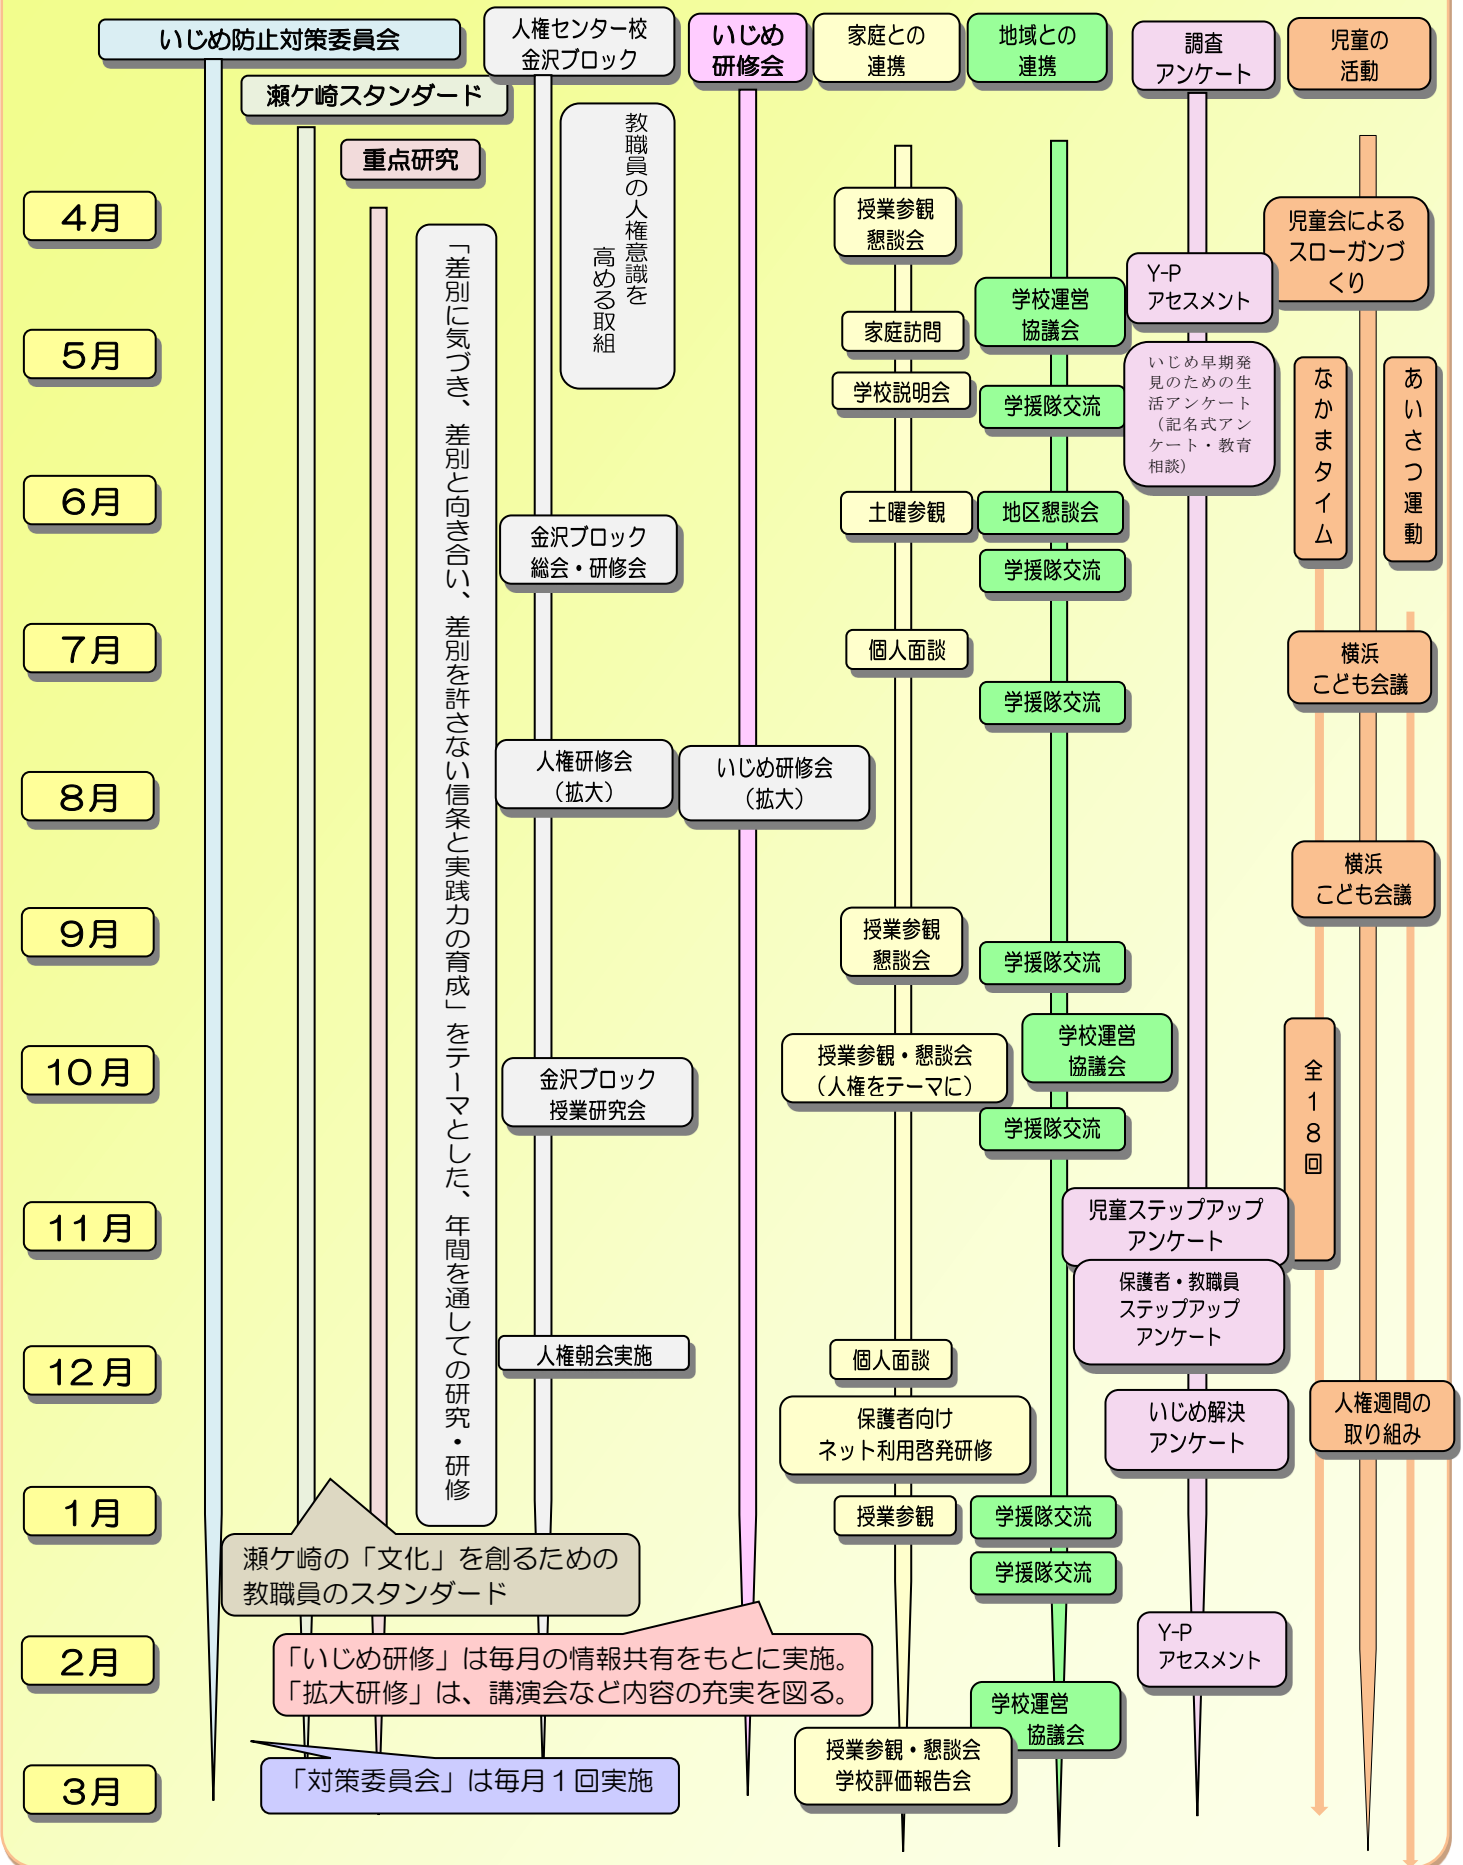 いじめ防止対策委員会
人権センター校
金沢ブロック
いじめ
研修会
家庭との
連携
地域との
連携
調査
アンケート
児童の
活動
瀬ケ崎スタンダード
重点研究
教職員の人権意識を
高める取組
「差別に気づき、差別と向き合い、差別を許さない信条と実践力の育成」をテーマとした、年間を通しての研究・研修
4月
授業参観
懇談会
児童会による
スローガンづ
くり
Y-P
アセスメント
学校運営
協議会
5月
家庭訪問
学校説明会
学援隊交流
いじめ早期発
見のための生
活アンケート
（記名式アン
ケート・教育
相談）
なかまタイム
あいさつ運動
6月
金沢ブロック
総会・研修会
土曜参観
地区懇談会
学援隊交流
7月
個人面談
学援隊交流
横浜
こども会議
8月
人権研修会
（拡大）
いじめ研修会
（拡大）
横浜
こども会議
9月
授業参観
懇談会
学援隊交流
10月
金沢ブロック
授業研究会
授業参観・懇談会
（人権をテーマに）
学校運営
協議会
学援隊交流
全18回
11月
児童ステップアップ
アンケート
保護者・教職員
ステップアップ
アンケート
12月
人権朝会実施
個人面談
保護者向け
ネット利用啓発研修
いじめ解決
アンケート
人権週間の
取り組み
1月
授業参観
学援隊交流
学援隊交流
瀬ケ崎の「文化」を創るための
教職員のスタンダード
2月
「いじめ研修」は毎月の情報共有をもとに実施。
「拡大研修」は、講演会など内容の充実を図る。
Y-P
アセスメント
学校運営
協議会
3月
「対策委員会」は毎月１回実施
授業参観・懇談会
学校評価報告会